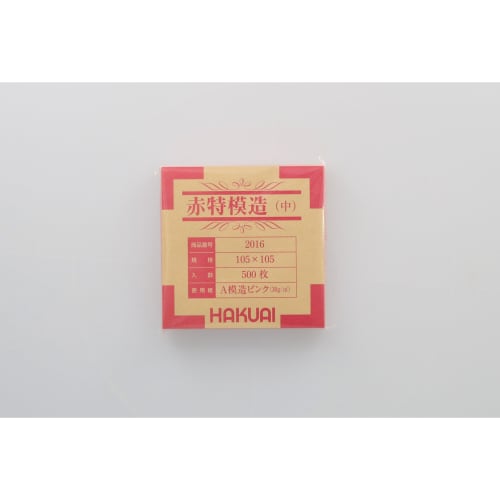 赤特模造（中）
商品番号 2016
規格 105×105
入数 500枚
使用紙 A模造ピンク(30g/㎡)
HAKUAI